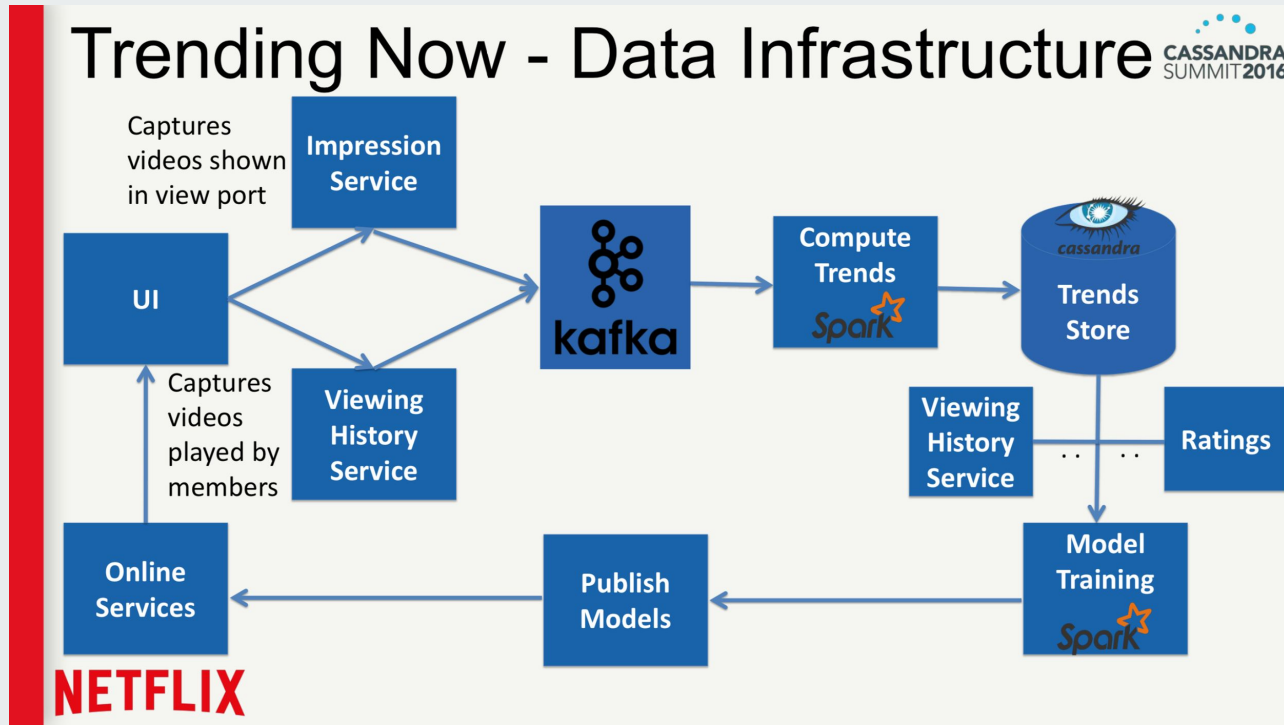 Trending Now - Data Infrastructure
CASSANDRA
SUMMIT2016
Captures
videos shown
in view port
Impression
Service
UI
Captures
videos
played by
members
Viewing
History
Service
kafka
Compute
Trends
Spark
cassandra
Trends
Store
Viewing
History
Service
. .
. .
Ratings
Model
Training
Spark
Publish
Models
Online
Services
NETFLIX